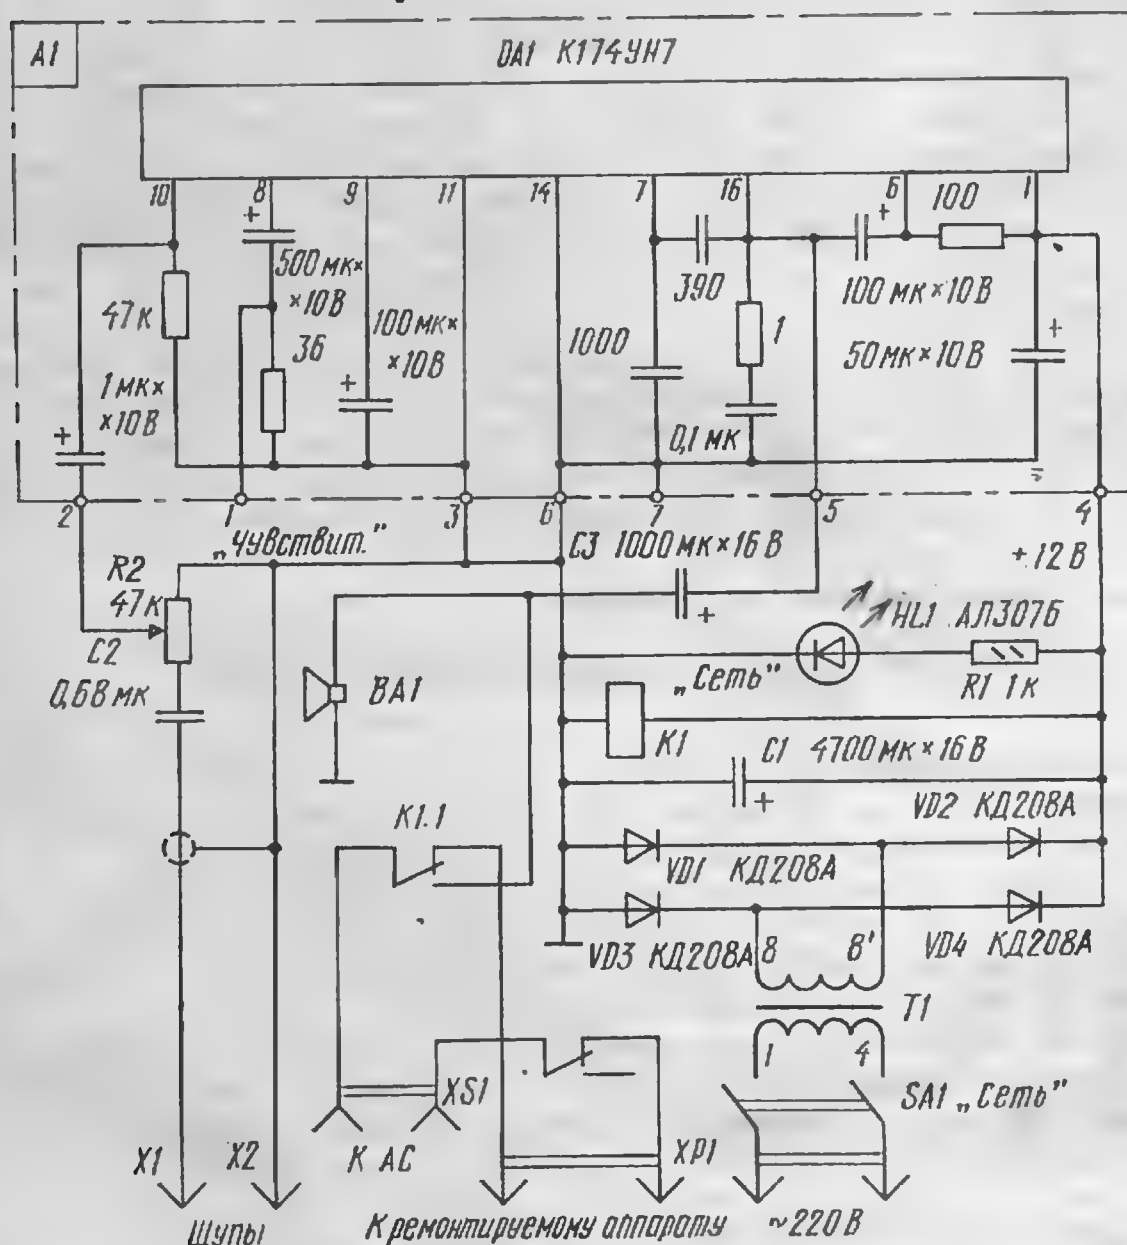 A1
DA1 К174УН7
10 8 9 11 14 7 16 6 1
100
47к
500 мк×
×10В
36
100 мк×
×10В
390
1000
1
100 мк×10В
50 мк×10В
1 мк×
×10В
0,1 мк
2 1 3 6 7 5 4
„Чувствит.”
C3 1000 мк×16 В
+12 В
R2
47к
C2
0,68 мк
HL1 АЛ307Б
BA1
„Сеть”
R1 1к
K1
C1 4700 мк×16 В
K1.1
VD2 КД208А
VD1 КД208А
VD3 КД208А
8 8'
VD4 КД208А
T1
1 4
XS1
SA1 „Сеть”
X1 X2
К АС
XP1
Щупы
К ремонтируемому аппарату
~220 В